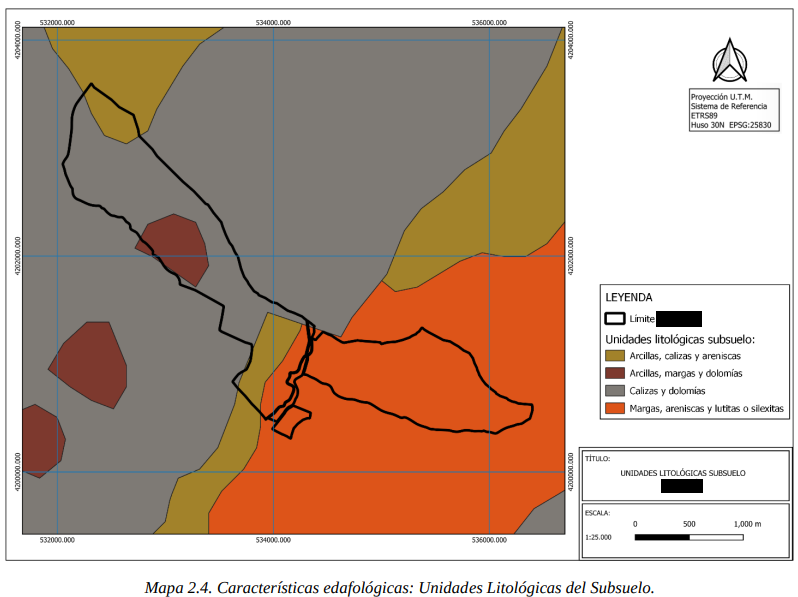 532000.000
534000.000
536000.000
4204000.000
4204000.000
4202000.000
4202000.000
4200000.000
4200000.000
532000.000
534000.000
536000.000
Proyección U.T.M.
Sistema de Referencia
ETRS89
Huso 30N EPSG:25830
LEYENDA
Límite
Unidades litológicas subsuelo:
Arcillas, calizas y areniscas
Arcillas, margas y dolomías
Calizas y dolomías
Margas, areniscas y lutitas o silexitas
TÍTULO:
UNIDADES LITOLÓGICAS SUBSUELO
ESCALA:
0 500 1,000 m
1:25.000
Mapa 2.4. Características edafológicas: Unidades Litológicas del Subsuelo.